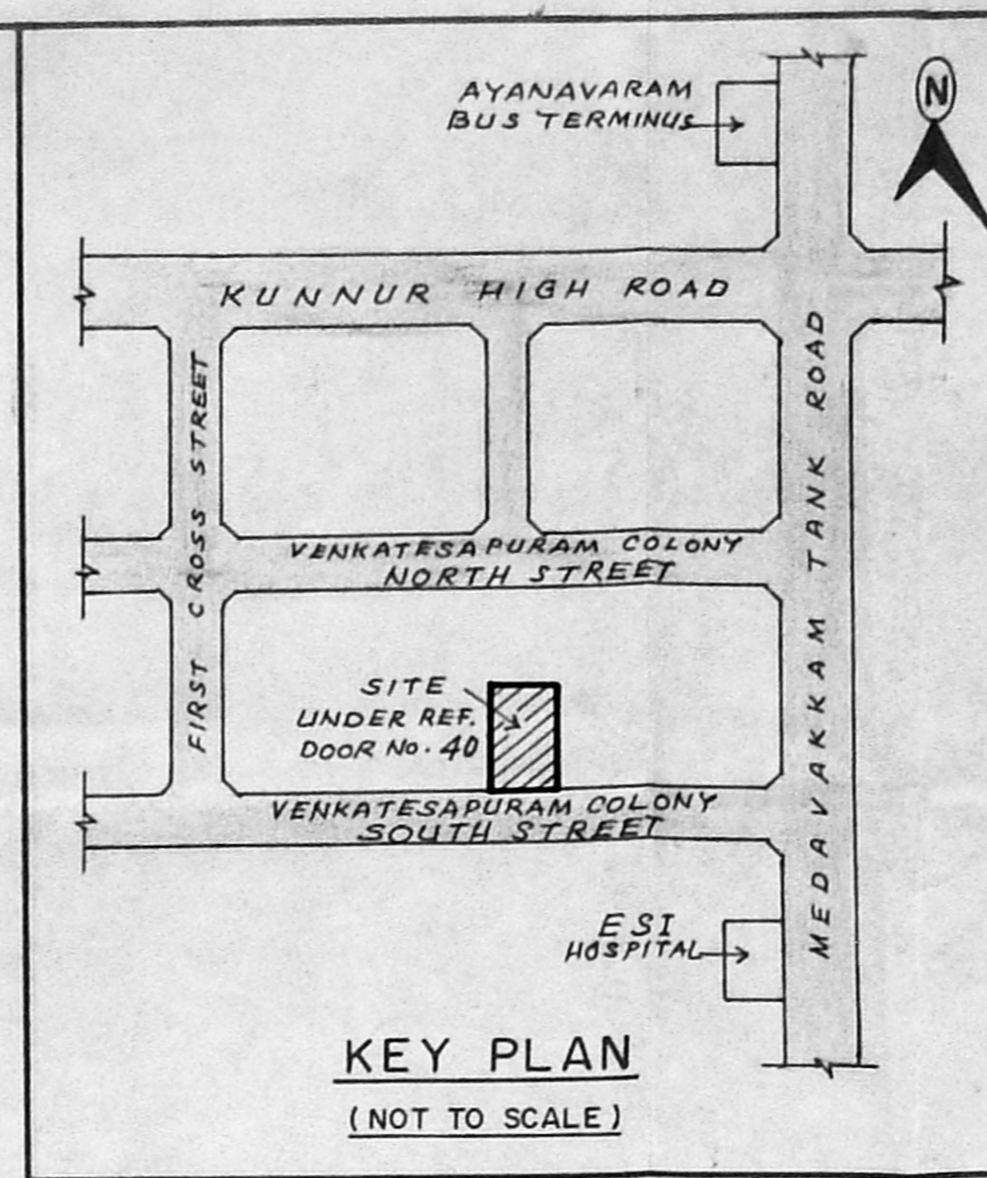 AYANAVARAM
BUS TERMINUS
N
KUNNUR HIGH ROAD
FIRST CROSS STREET
MEDAVAKKAM TANK ROAD
VENKATESAPURAM COLONY
NORTH STREET
SITE
UNDER REF.
DOOR No. 40
VENKATESAPURAM COLONY
SOUTH STREET
ESI
HOSPITAL
KEY PLAN
(NOT TO SCALE)